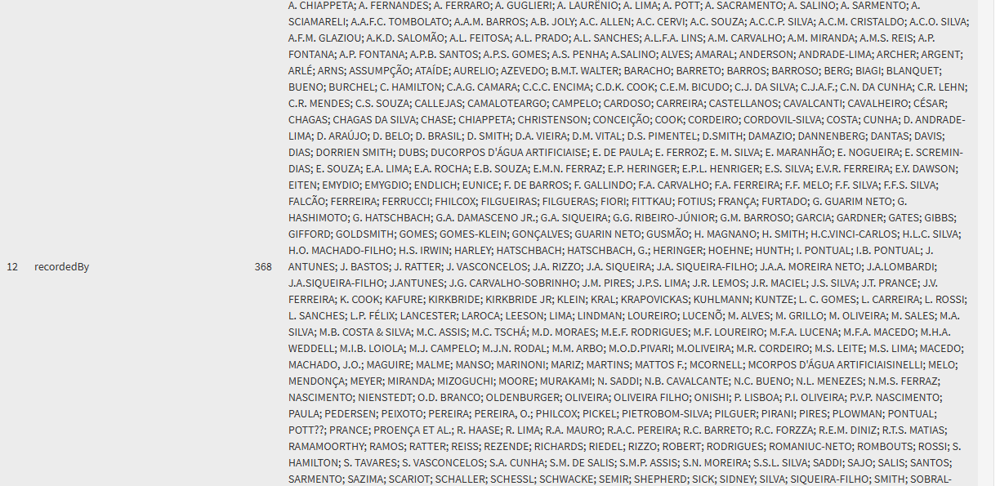 A. CHIAPPETA; A. FERNANDES; A. FERRARO; A. GUGLIERI; A. LAURÊNIO; A. LIMA; A. POTT; A. SACRAMENTO; A. SALINO; A. SARMENTO; A.
SCIAMARELI; A.A.F.C. TOMBOLATO; A.A.M. BARROS; A.B. JOLY; A.C. ALLEN; A.C. CERVI; A.C. SOUZA; A.C.C.P. SILVA; A.C.M. CRISTALDO; A.C.O. SILVA;
A.F.M. GLAZIOU; A.K.D. SALOMÃO; A.L. FEITOSA; A.L. PRADO; A.L. SANCHES; A.L.F.A. LINS; A.M. CARVALHO; A.M. MIRANDA; A.M.S. REIS; A.P.
FONTANA; A.P. FONTANA; A.P.B. SANTOS; A.P.S. GOMES; A.S. PENHA; A.SALINO; ALVES; AMARAL; ANDERSON; ANDRADE-LIMA; ARCHER; ARGENT;
ARLÉ; ARNS; ASSUMPÇÃO; ATAÍDE; AURELIO; AZEVEDO; B.M.T. WALTER; BARACHO; BARRETO; BARROS; BARROSO; BERG; BIAGI; BLANQUET;
BUENO; BURCHEL; C. HAMILTON; C.A.G. CAMARA; C.C.C. ENCIMA; C.D.K. COOK; C.E.M. BICUDO; C.J. DA SILVA; C.J.A.F.; C.N. DA CUNHA; C.R. LEHN;
C.R. MENDES; C.S. SOUZA; CALLEJAS; CAMALOTEARGO; CAMPELO; CARDOSO; CARREIRA; CASTELLANOS; CAVALCANTI; CAVALHEIRO; CÉSAR;
CHAGAS; CHAGAS DA SILVA; CHASE; CHIAPPETA; CHRISTENSON; CONCEIÇÃO; COOK; CORDEIRO; CORDOVIL-SILVA; COSTA; CUNHA; D. ANDRADE-
LIMA; D. ARAÚJO; D. BELO; D. BRASIL; D. SMITH; D.A. VIEIRA; D.M. VITAL; D.S. PIMENTEL; D.SMITH; DAMAZIO; DANNENBERG; DANTAS; DAVIS;
DIAS; DORRIEN SMITH; DUBS; DUCORPOS D'ÁGUA ARTIFICIAISE; E. DE PAULA; E. FERROZ; E. M. SILVA; E. MARANHÃO; E. NOGUEIRA; E. SCREMIN-
DIAS; E. SOUZA; E.A. LIMA; E.A. ROCHA; E.B. SOUZA; E.M.N. FERRAZ; E.P. HERINGER; E.P.L. HENRIGER; E.S. SILVA; E.V.R. FERREIRA; E.Y. DAWSON;
EITEN; EMYDIO; EMYGDIO; ENDLICH; EUNICE; F. DE BARROS; F. GALLINDO; F.A. CARVALHO; F.A. FERREIRA; F.F. MELO; F.F. SILVA; F.F.S. SILVA;
FALCÃO; FERREIRA; FERRUCCI; FHILCOX; FILGUEIRAS; FILGUERAS; FIORI; FITTKAU; FOTIUS; FRANÇA; FURTADO; G. GUARIM NETO; G.
HASHIMOTO; G. HATSCHBACH; G.A. DAMASCENO JR.; G.A. SIQUEIRA; G.G. RIBEIRO-JÚNIOR; G.M. BARROSO; GARCIA; GARDNER; GATES; GIBBS;
GIFFORD; GOLDSMITH; GOMES; GOMES-KLEIN; GONÇALVES; GUARIN NETO; GUSMÃO; H. MAGNANO; H. SMITH; H.C.VINCI-CARLOS; H.L.C. SILVA;
H.O. MACHADO-FILHO; H.S. IRWIN; HARLEY; HATSCHBACH; HATSCHBACH, G.; HERINGER; HOEHNE; HUNTH; I. PONTUAL; I.B. PONTUAL; J.
12 recordedBy 368 ANTUNES; J. BASTOS; J. RATTER; J. VASCONCELOS; J.A. RIZZO; J.A. SIQUEIRA; J.A. SIQUEIRA-FILHO; J.A.A. MOREIRA NETO; J.A.LOMBARDI;
J.A.SIQUEIRA-FILHO; J.ANTUNES; J.G. CARVALHO-SOBRINHO; J.M. PIRES; J.P.S. LIMA; J.R. LEMOS; J.R. MACIEL; J.S. SILVA; J.T. PRANCE; J.V.
FERREIRA; K. COOK; KAFURE; KIRKBRIDE; KIRKBRIDE JR; KLEIN; KRAL; KRAPOVICKAS; KUHLMANN; KUNTZE; L. C. GOMES; L. CARREIRA; L. ROSSI;
L. SANCHES; L.P. FÉLIX; LANCESTER; LAROCA; LEESON; LIMA; LINDMAN; LOUREIRO; LUCENÕ; M. ALVES; M. GRILLO; M. OLIVEIRA; M. SALES; M.A.
SILVA; M.B. COSTA & SILVA; M.C. ASSIS; M.C. TSCHÁ; M.D. MORAES; M.E.F. RODRIGUES; M.F. LOUREIRO; M.F.A. LUCENA; M.F.A. MACEDO; M.H.A.
WEDDELL; M.I.B. LOIOLA; M.J. CAMPELO; M.J.N. RODAL; M.M. ARBO; M.O.D.PIVARI; M.OLIVEIRA; M.R. CORDEIRO; M.S. LEITE; M.S. LIMA; MACEDO;
MACHADO, J.O.; MAGUIRE; MALME; MANSO; MARINONI; MARIZ; MARTINS; MATTOS F.; MCORNELL; MCORPOS D'ÁGUA ARTIFICIAISINELLI; MELO;
MENDONÇA; MEYER; MIRANDA; MIZOGUCHI; MOORE; MURAKAMI; N. SADDI; N.B. CAVALCANTE; N.C. BUENO; N.L. MENEZES; N.M.S. FERRAZ;
NASCIMENTO; NIENSTEDT; O.D. BRANCO; OLDENBURGER; OLIVEIRA; OLIVEIRA FILHO; ONISHI; P. LISBOA; P.I. OLIVEIRA; P.V.P. NASCIMENTO;
PAULA; PEDERSEN; PEIXOTO; PEREIRA; PEREIRA, O.; PHILCOX; PICKEL; PIETROBOM-SILVA; PILGUER; PIRANI; PIRES; PLOWMAN; PONTUAL;
POTT??; PRANCE; PROENÇA ET AL.; R. HAASE; R. LIMA; R.A. MAURO; R.A.C. PEREIRA; R.C. BARRETO; R.C. FORZZA; R.E.M. DINIZ; R.T.S. MATIAS;
RAMAMOORTHY; RAMOS; RATTER; REISS; REZENDE; RICHARDS; RIEDEL; RIZZO; ROBERT; RODRIGUES; ROMANIUC-NETO; ROMBOUTS; ROSSI; S.
HAMILTON; S. TAVARES; S. VASCONCELOS; S.A. CUNHA; S.M. DE SALIS; S.M.P. ASSIS; S.N. MOREIRA; S.S.L. SILVA; SADDI; SAJO; SALIS; SANTOS;
SARMENTO; SAZIMA; SCARIOT; SCHALLER; SCHESSL; SCHWACKE; SEMIR; SHEPHERD; SICK; SIDNEY; SILVA; SIQUEIRA-FILHO; SMITH; SOBRAL-